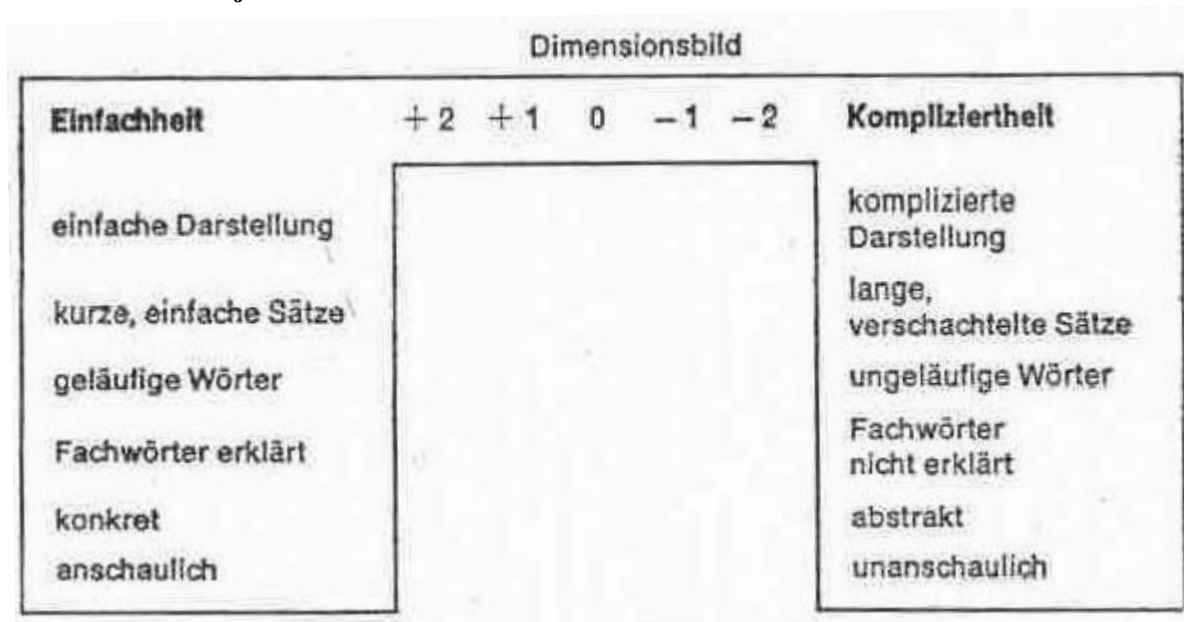 Dimensionsbild
Einfachheit +2 +1 0 −1 −2 Kompliziertheit
einfache Darstellung
komplizierte
Darstellung
kurze, einfache Sätze
lange,
verschachtelte Sätze
geläufige Wörter
ungeläufige Wörter
Fachwörter erklärt
Fachwörter
nicht erklärt
konkret
abstrakt
anschaulich
unanschaulich